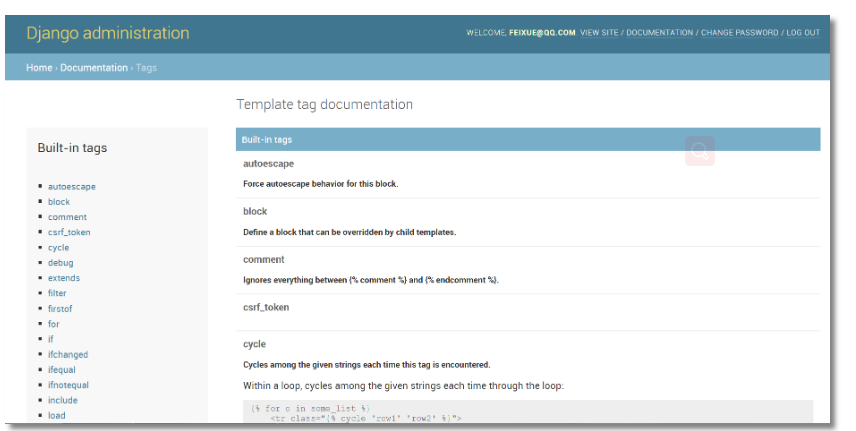 Django administration
WELCOME, FEIXUE@QQ.COM. VIEW SITE / DOCUMENTATION / CHANGE PASSWORD / LOG OUT
Home › Documentation › Tags
Template tag documentation
Built-in tags
autoescape
block
comment
csrf_token
cycle
debug
extends
filter
firstof
for
if
ifchanged
ifequal
ifnotequal
include
load
Built-in tags
autoescape
Force autoescape behavior for this block.
block
Define a block that can be overridden by child templates.
comment
Ignores everything between {% comment %} and {% endcomment %}.
csrf_token
cycle
Cycles among the given strings each time this tag is encountered.
Within a loop, cycles among the given strings each time through the loop:
{% for o in some_list %}
<tr class="{% cycle 'row1' 'row2' %}">